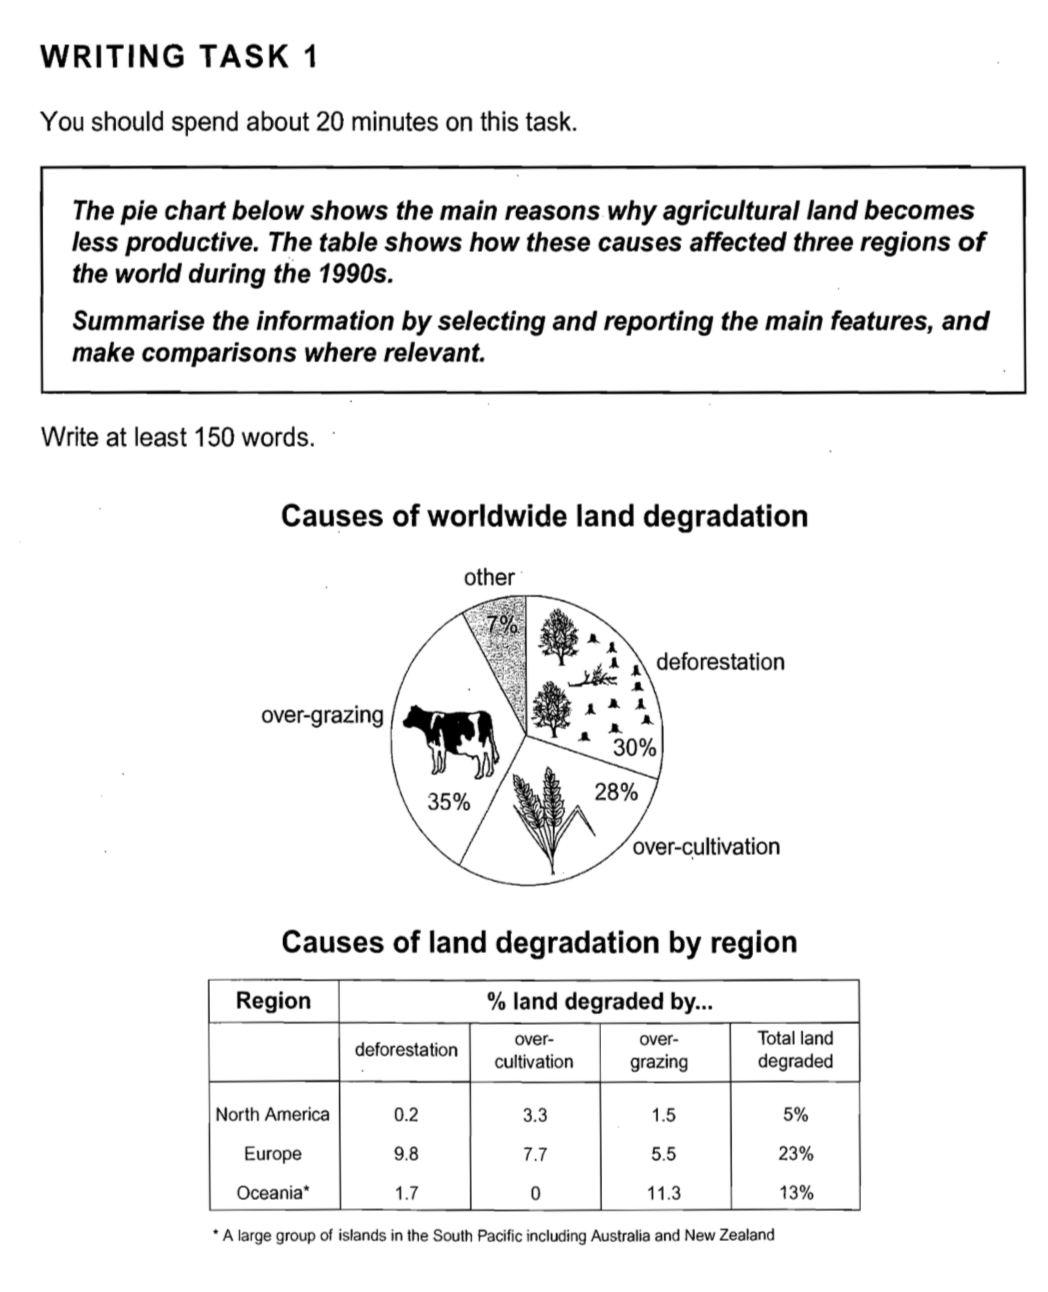 WRITING TASK 1
You should spend about 20 minutes on this task.
The pie chart below shows the main reasons why agricultural land becomes
less productive. The table shows how these causes affected three regions of
the world during the 1990s.
Summarise the information by selecting and reporting the main features, and
make comparisons where relevant.
Write at least 150 words.
Causes of worldwide land degradation
other
7%
deforestation
over-grazing
30%
28%
35%
over-cultivation
Causes of land degradation by region
Region % land degraded by...
deforestation over-cultivation over-grazing Total land degraded
North America 0.2 3.3 1.5 5%
Europe 9.8 7.7 5.5 23%
Oceania* 1.7 0 11.3 13%
* A large group of islands in the South Pacific including Australia and New Zealand